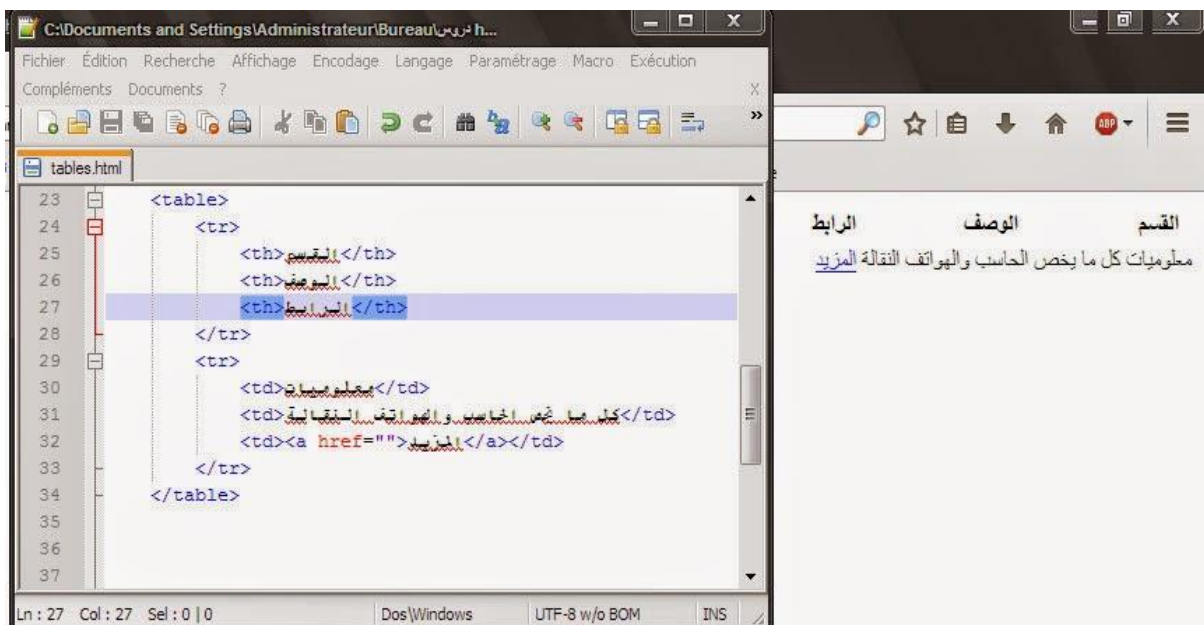 C:\Documents and Settings\Administrateur\Bureau\دروس h...
Fichier Édition Recherche Affichage Encodage Langage Paramétrage Macro Exécution
Compléments Documents ? X
tables.html
23 <table>
24 <tr>
25 <th>القسم</th>
26 <th>الوصف</th>
27 <th>الرابط</th>
28 </tr>
29 <tr>
30 <td>معلوميات</td>
31 <td>كل ما يخص الحاسب والهواتف النقالة</td>
32 <td><a href="">المزيد</a></td>
33 </tr>
34 </table>
35
36
37
Ln : 27 Col : 27 Sel : 0 | 0 Dos\Windows UTF-8 w/o BOM INS
ABP
القسم الوصف الرابط
معلوميات كل ما يخص الحاسب والهواتف النقالة المزيد